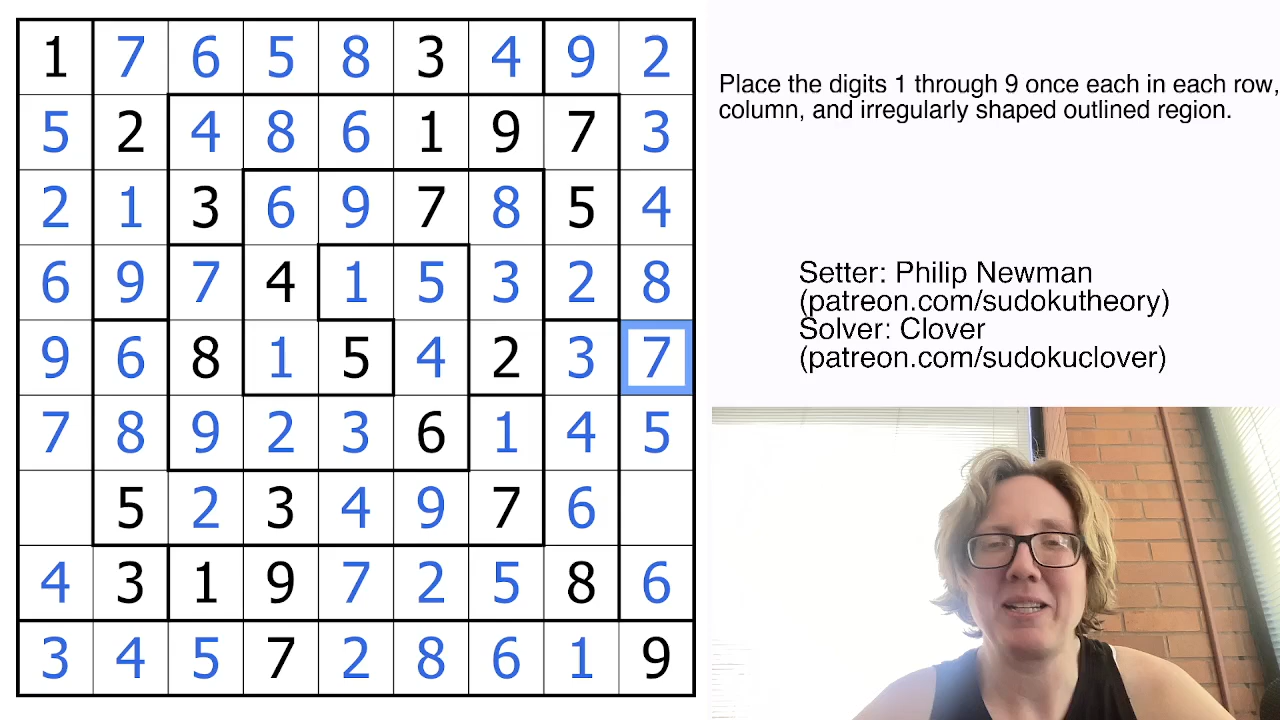 1 7 6 5 8 3 4 9 2
5 2 4 8 6 1 9 7 3
2 1 3 6 9 7 8 5 4
6 9 7 4 1 5 3 2 8
9 6 8 1 5 4 2 3 7
7 8 9 2 3 6 1 4 5
5 2 3 4 9 7 6
4 3 1 9 7 2 5 8 6
3 4 5 7 2 8 6 1 9
Place the digits 1 through 9 once each in each row,
column, and irregularly shaped outlined region.
Setter: Philip Newman
(patreon.com/sudokutheory)
Solver: Clover
(patreon.com/sudokuclover)